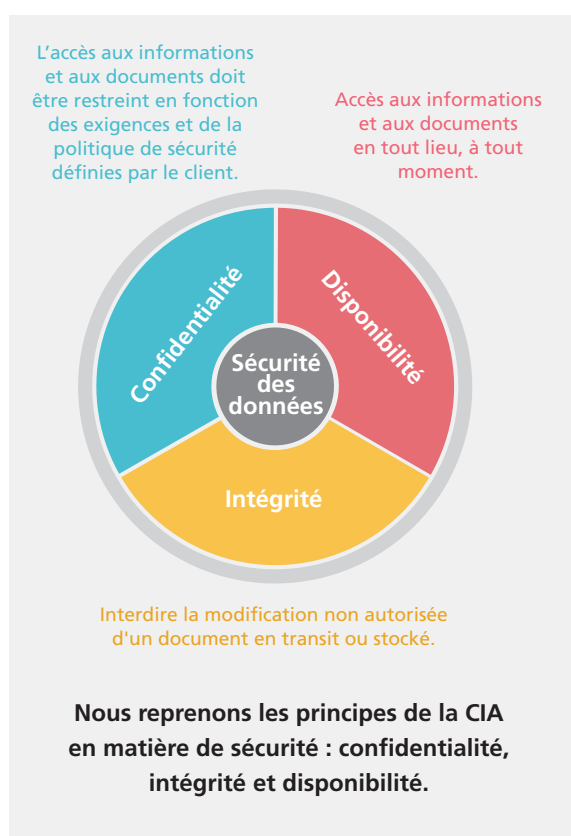 L'accès aux informations
et aux documents doit
être restreint en fonction
des exigences et de la
politique de sécurité
définies par le client.
Accès aux informations
et aux documents
en tout lieu, à tout
moment.
Confidentialité
Disponibilité
Sécurité
des
données
Intégrité
Interdire la modification non autorisée
d'un document en transit ou stocké.
Nous reprenons les principes de la CIA
en matière de sécurité : confidentialité,
intégrité et disponibilité.